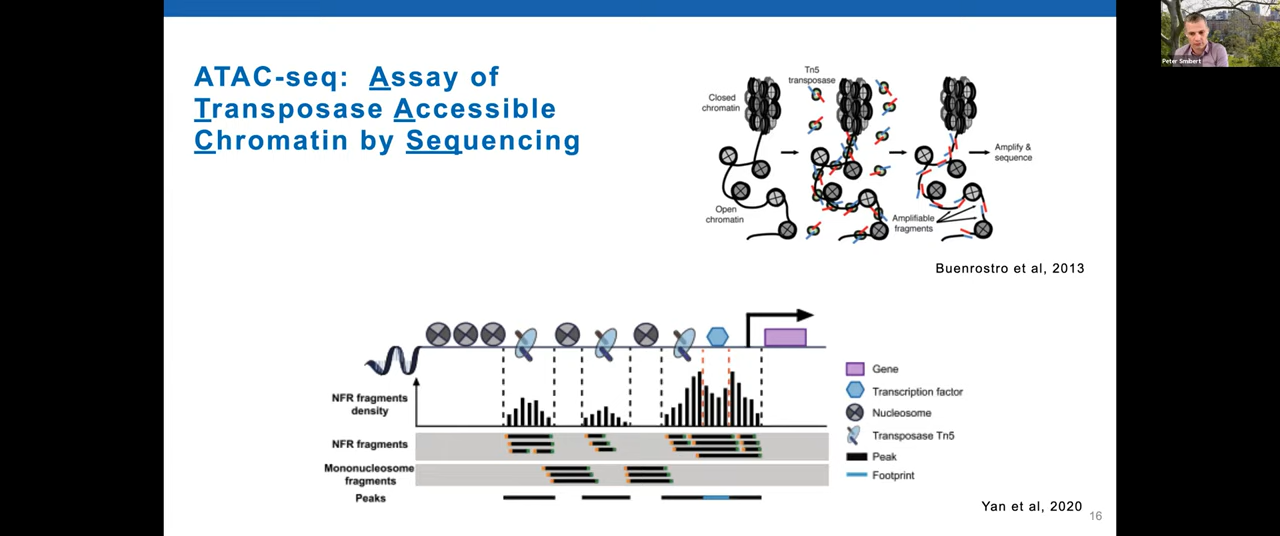 ATAC-seq: Assay of
Transposase Accessible
Chromatin by Sequencing
Closed
chromatin
Tn5
transposase
Open
chromatin
Amplifiable
fragments
Amplify &
sequence
Buenrostro et al, 2013
NFR fragments
density
NFR fragments
Mononucleosome
fragments
Peaks
Gene
Transcription factor
Nucleosome
Transposase Tn5
Peak
Footprint
Yan et al, 2020
16
Peter Smibert